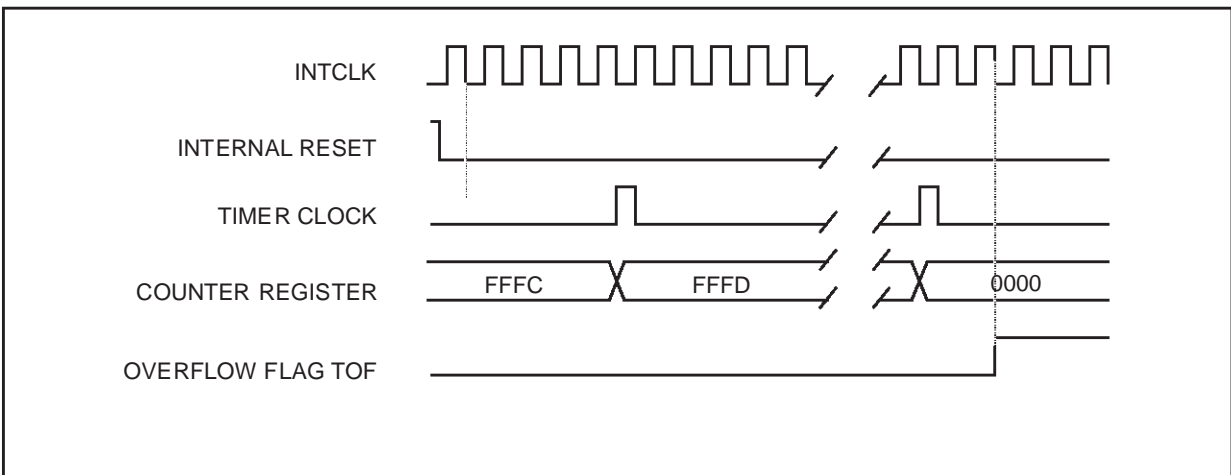 INTCLK
INTERNAL RESET
TIMER CLOCK
COUNTER REGISTER FFFC FFFD 0000
OVERFLOW FLAG TOF